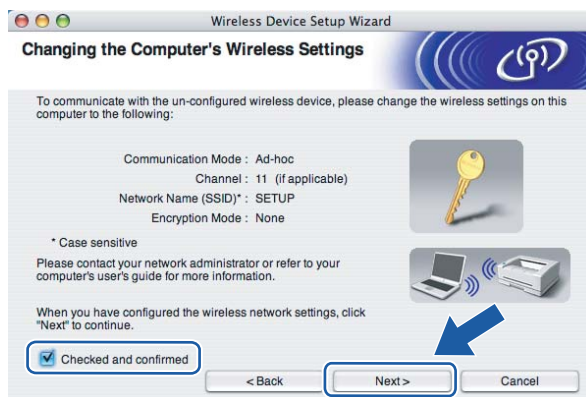 Wireless Device Setup Wizard
Changing the Computer's Wireless Settings
To communicate with the un-configured wireless device, please change the wireless settings on this
computer to the following:
Communication Mode : Ad-hoc
Channel : 11 (if applicable)
Network Name (SSID)* : SETUP
Encryption Mode : None
* Case sensitive
Please contact your network administrator or refer to your
computer's user's guide for more information.
When you have configured the wireless network settings, click
"Next" to continue.
Checked and confirmed
< Back
Next >
Cancel